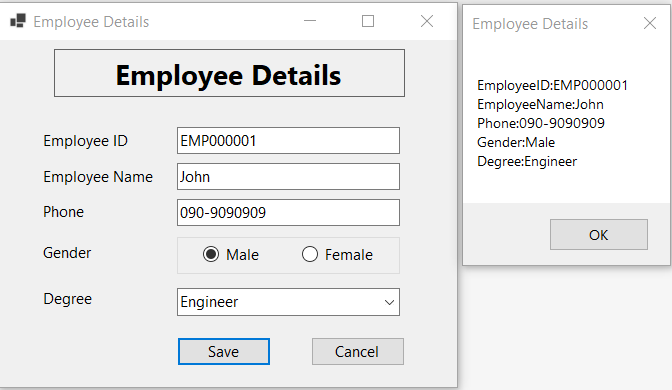 Employee Details
Employee Details
Employee ID
EMP000001
Employee Name
John
Phone
090-9090909
Gender
Male
Female
Degree
Engineer
Save
Cancel
Employee Details
EmployeeID:EMP000001
EmployeeName:John
Phone:090-9090909
Gender:Male
Degree:Engineer
OK